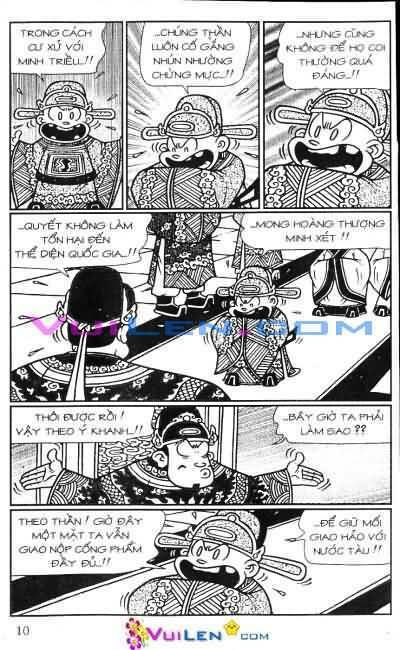 TRONG CÁCH
CƯ XỬ VỚI
MINH TRIỀU..!!
...CHÚNG THẦN
LUÔN CỐ GẮNG
NHÚN NHƯỜNG
CHỪNG MỰC...!!
...NHƯNG CŨNG
KHÔNG ĐỂ HỌ COI
THƯỜNG QUÁ
ĐÁNG...!!
...QUYẾT KHÔNG LÀM
TỔN HẠI ĐẾN
THỂ DIỆN QUỐC GIA...!!
...MONG HOÀNG THƯỢNG
MINH XÉT !!
VUILEN.COM
THÔI ĐƯỢC RỒI !
VẬY THEO Ý KHANH..!
...BÂY GIỜ TA PHẢI
LÀM SAO ??
THEO THẦN ! GIỜ ĐÂY
MỘT MẶT TA VẪN
GIAO NỘP CỐNG PHẨM
ĐẦY ĐỦ...!
...ĐỂ GIỮ MỐI
GIAO HẢO VỚI
NƯỚC TÀU !!
10
VUILEN.COM